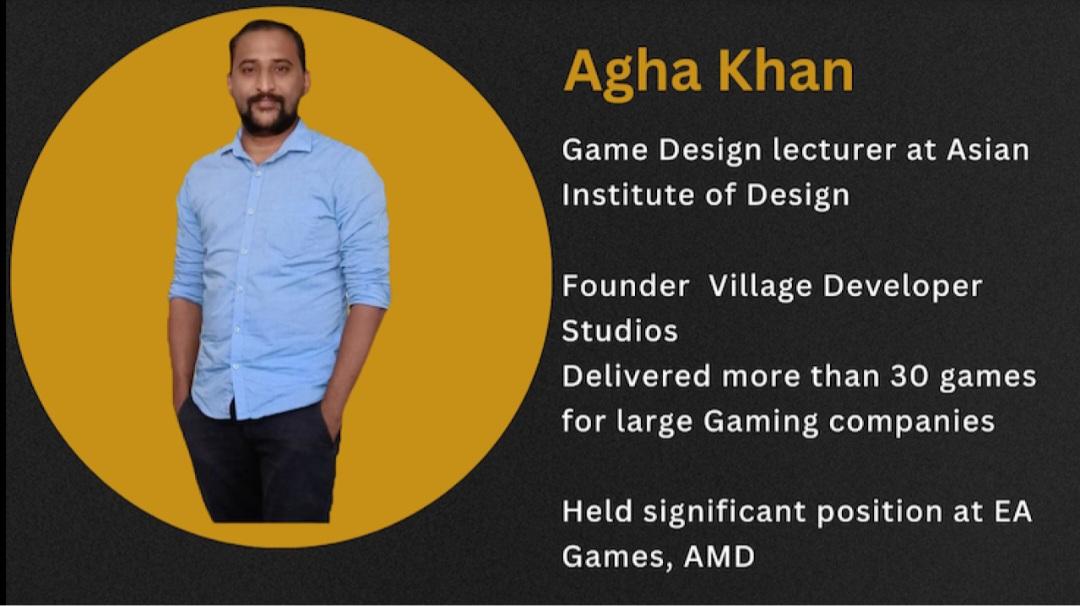 Agha Khan
Game Design lecturer at Asian
Institute of Design
Founder  Village Developer
Studios
Delivered more than 30 games
for large Gaming companies
Held significant position at EA
Games, AMD